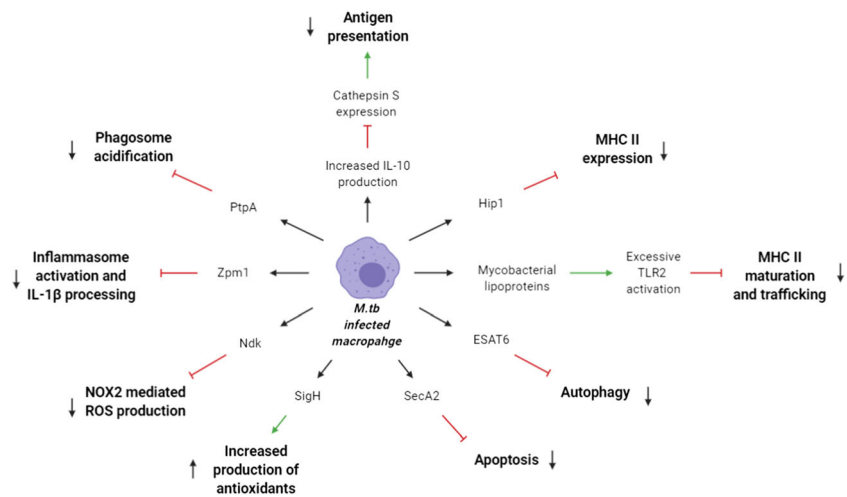 Antigen
presentation
Cathepsin S
expression
Increased IL-10
production
Phagosome
acidification
PtpA
MHC II
expression
Hip1
Inflammasome
activation and
IL-1β processing
Zpm1
Mycobacterial
lipoproteins
Excessive
TLR2
activation
MHC II
maturation
and trafficking
M.tb
infected
macropahge
Ndk
ESAT6
NOX2 mediated
ROS production
SigH
SecA2
Autophagy
Increased
production of
antioxidants
Apoptosis